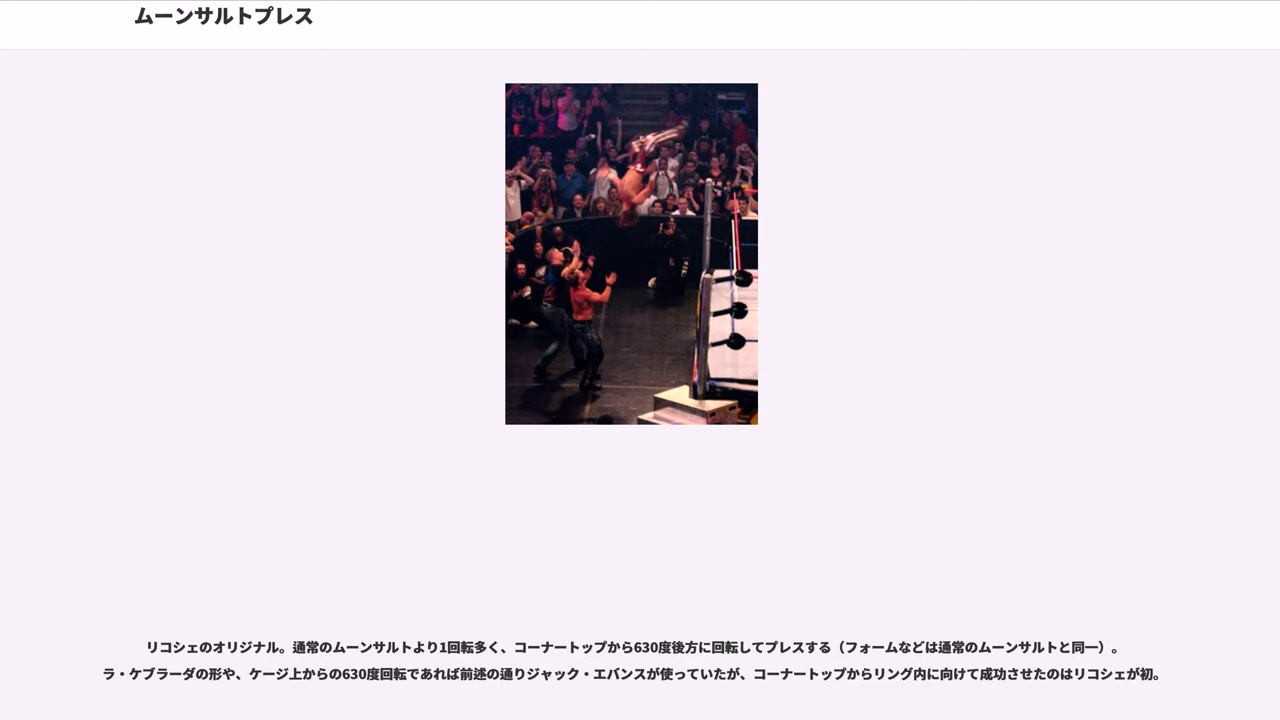 ムーンサルトプレス
リコシェのオリジナル。通常のムーンサルトより1回転多く、コーナートップから630度後方に回転してプレスする（フォームなどは通常のムーンサルトと同一）。
ラ・ケブラーダの形や、ケージ上からの630度回転であれば前述の通りジャック・エバンスが使っていたが、コーナートップからリング内に向けて成功させたのはリコシェが初。